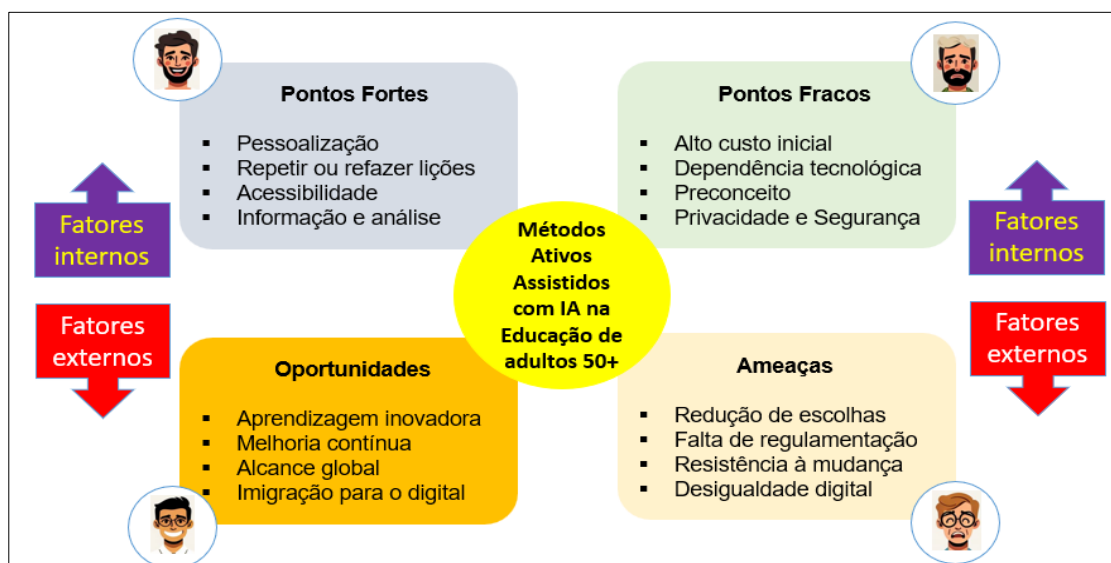 Pontos Fortes
Pessoalização
Repetir ou refazer lições
Acessibilidade
Informação e análise
Pontos Fracos
Alto custo inicial
Dependência tecnológica
Preconceito
Privacidade e Segurança
Fatores
internos
Fatores
externos
Métodos
Ativos
Assistidos
com IA na
Educação de
adultos 50+
Fatores
internos
Fatores
externos
Oportunidades
Aprendizagem inovadora
Melhoria contínua
Alcance global
Imigração para o digital
Ameaças
Redução de escolhas
Falta de regulamentação
Resistência à mudança
Desigualdade digital